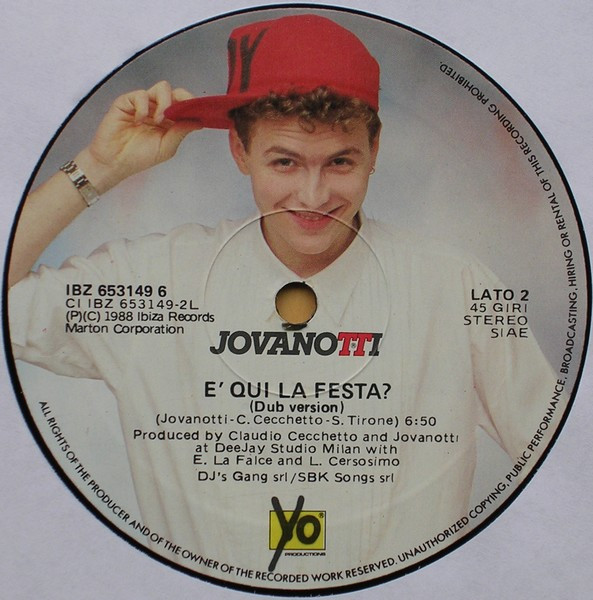 IBZ 653149 6
CI IBZ 653149-2L
(P)(C) 1988 Ibiza Records
Marton Corporation
LATO 2
45 GIRI
STEREO
SIAE
JOVANOTTI
E' QUI LA FESTA?
(Dub version)
(Jovanotti-C. Cecchetto-S. Tirone) 6:50
Produced by Claudio Cecchetto and Jovanotti
at DeeJay Studio Milan with
E. La Falce and L. Cersosimo
DJ's Gang srl/SBK Songs srl
YO®
PRODUCTIONS
ALL RIGHTS OF THE PRODUCER AND OF THE OWNER OF THE RECORDED WORK RESERVED. UNAUTHORIZED COPYING, PUBLIC PERFORMANCE, BROADCASTING, HIRING OR RENTAL OF THIS RECORDING PROHIBITED.